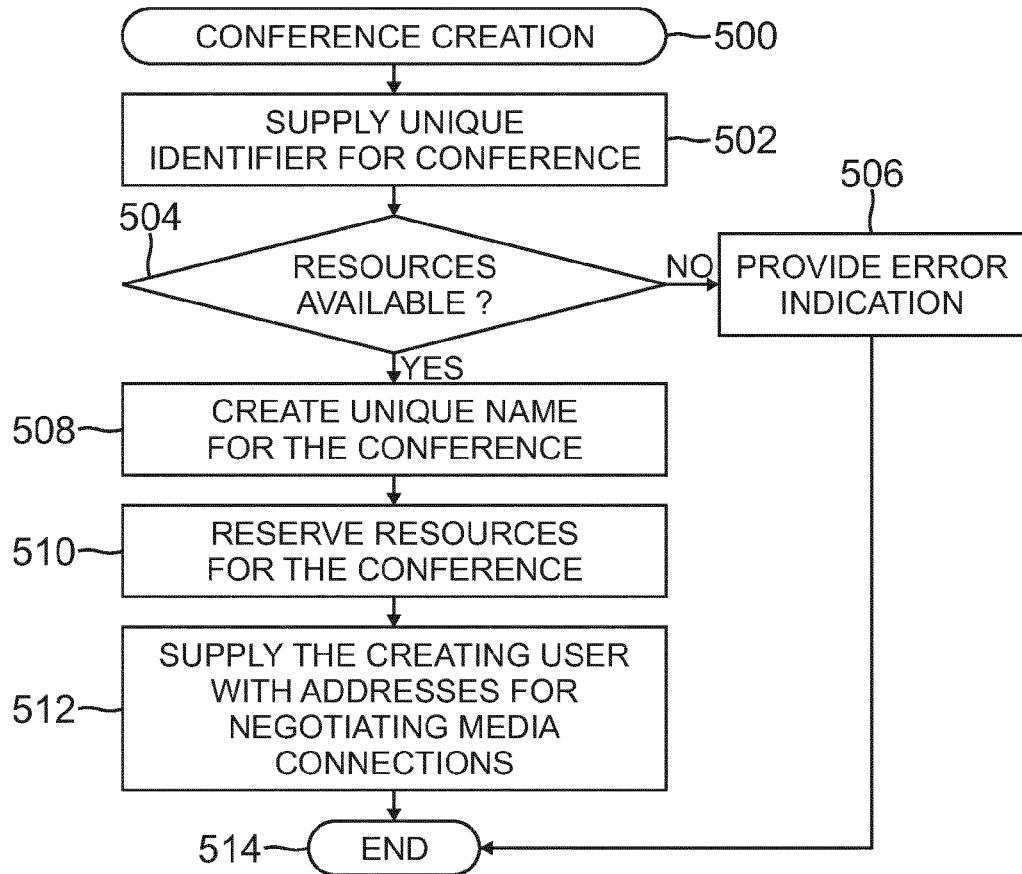 CONFERENCE CREATION
500
SUPPLY UNIQUE
IDENTIFIER FOR CONFERENCE
502
504
RESOURCES
AVAILABLE ?
NO
506
PROVIDE ERROR
INDICATION
YES
508
CREATE UNIQUE NAME
FOR THE CONFERENCE
510
RESERVE RESOURCES
FOR THE CONFERENCE
512
SUPPLY THE CREATING USER
WITH ADDRESSES FOR
NEGOTIATING MEDIA
CONNECTIONS
514
END